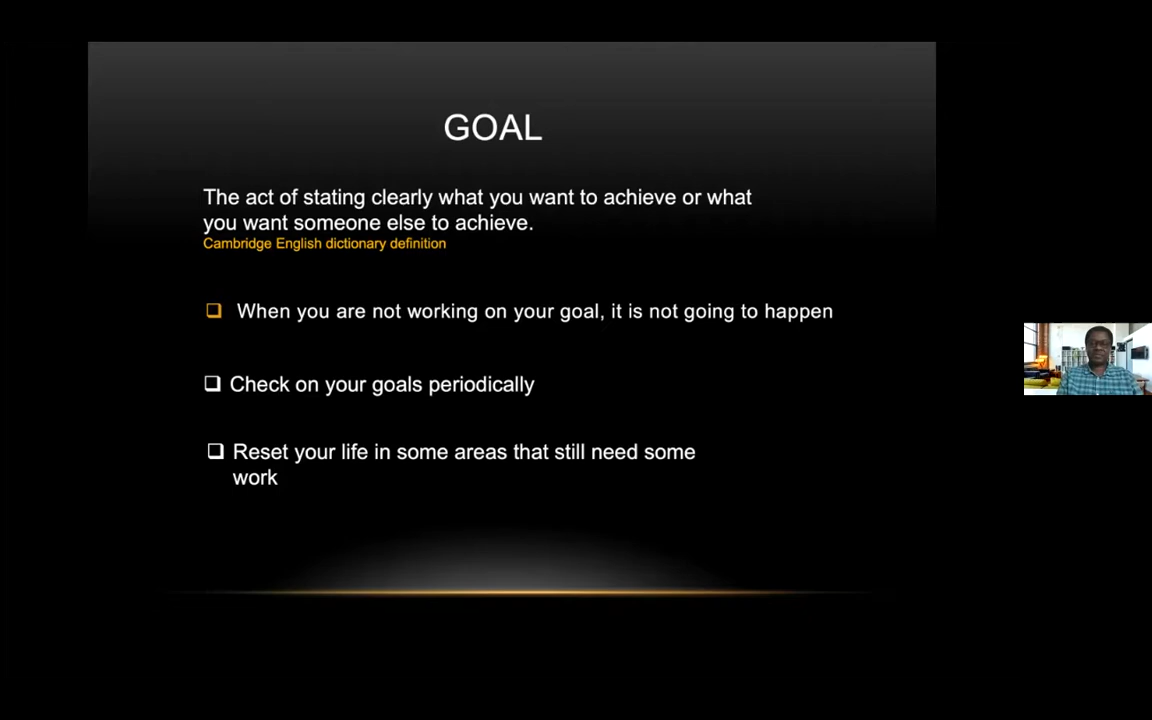 GOAL
The act of stating clearly what you want to achieve or what
you want someone else to achieve.
Cambridge English dictionary definition
When you are not working on your goal, it is not going to happen
Check on your goals periodically
Reset your life in some areas that still need some
work